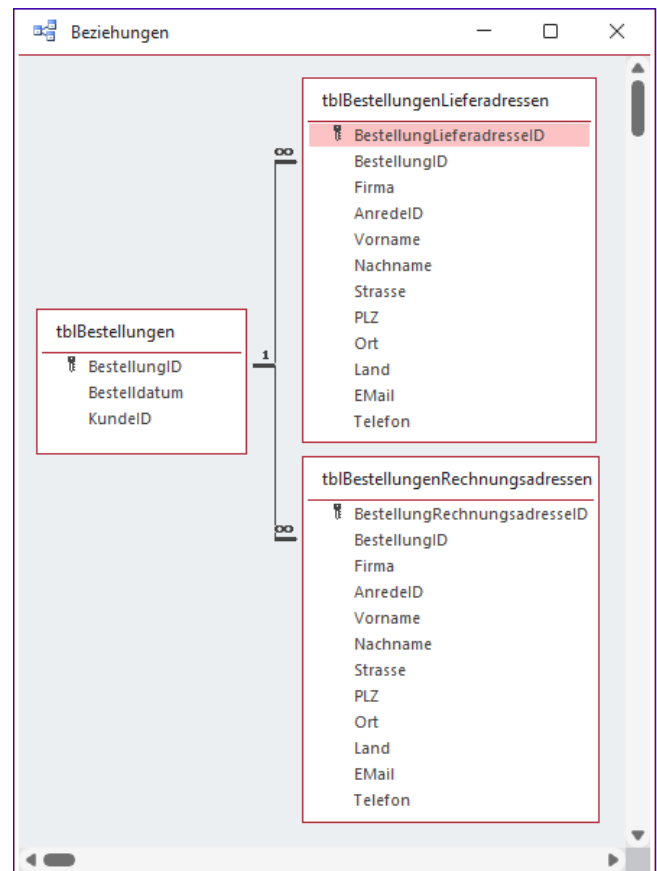 Beziehungen
tblBestellungenLieferadressen
BestellungLieferadresseID
BestellungID
Firma
AnredeID
Vorname
Nachname
Strasse
PLZ
Ort
Land
EMail
Telefon
∞
1
∞
tblBestellungen
BestellungID
Bestelldatum
KundeID
tblBestellungenRechnungsadressen
BestellungRechnungsadresseID
BestellungID
Firma
AnredeID
Vorname
Nachname
Strasse
PLZ
Ort
Land
EMail
Telefon